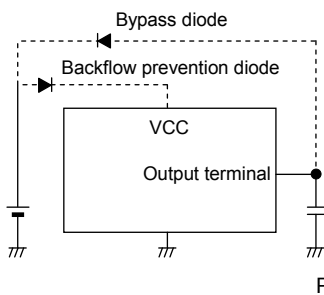 Bypass diode
Backflow prevention diode
VCC
Output terminal
F